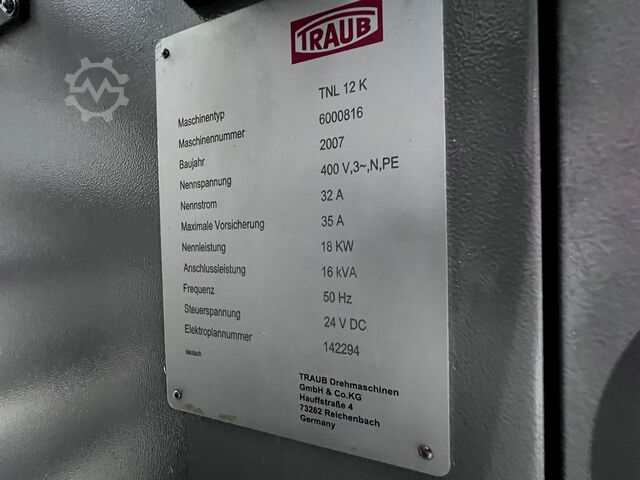 TRAUB
Maschinentyp TNL 12 K
Maschinennummer 6000816
Baujahr 2007
Nennspannung 400 V,3~,N,PE
Nennstrom 32 A
Maximale Vorsicherung 35 A
Nennleistung 18 KW
Anschlussleistung 16 kVA
Frequenz 50 Hz
Steuerspannung 24 V DC
Elektroplannummer 142294
deutsch
TRAUB Drehmaschinen
GmbH & Co.KG
Hauffstraße 4
73262 Reichenbach
Germany